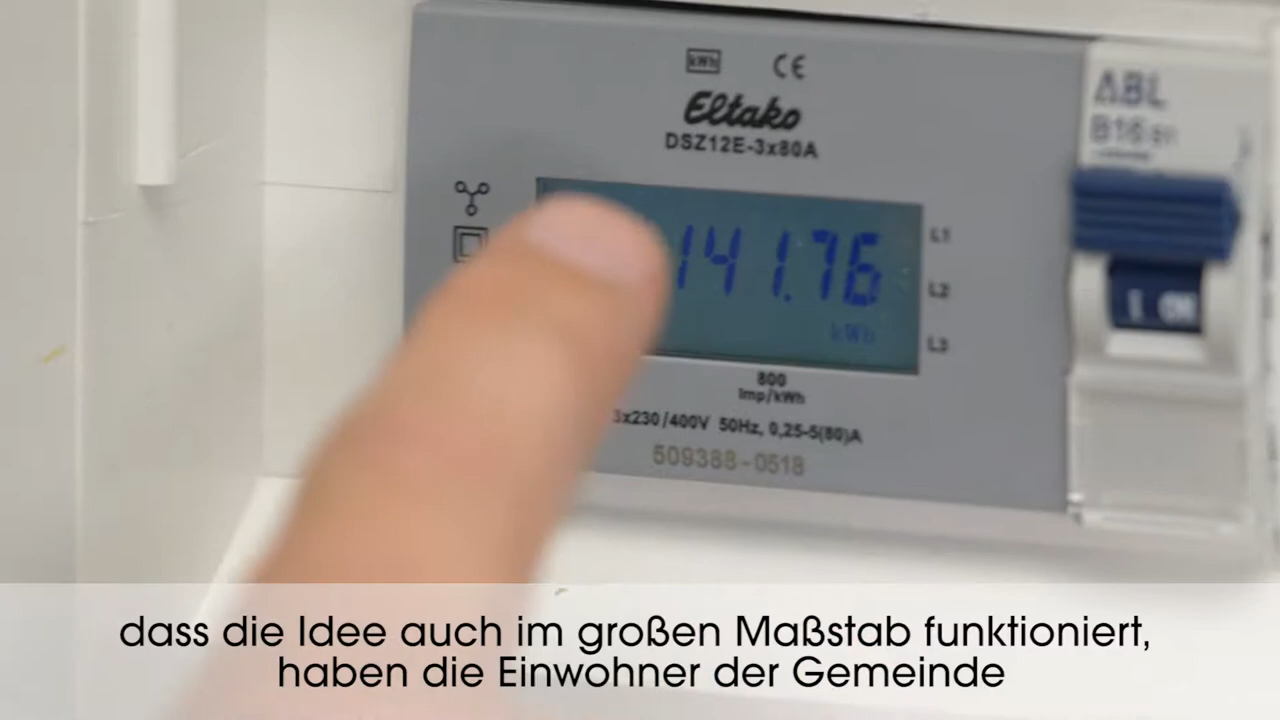 kWh CE
Eltako
DSZ12E-3x80A
141.76
kWh
L1
L2
L3
800
Imp/kWh
3x230/400V 50Hz, 0,25-5(80)A
509388-0518
ABL
B16
I ON
dass die Idee auch im großen Maßstab funktioniert,
haben die Einwohner der Gemeinde